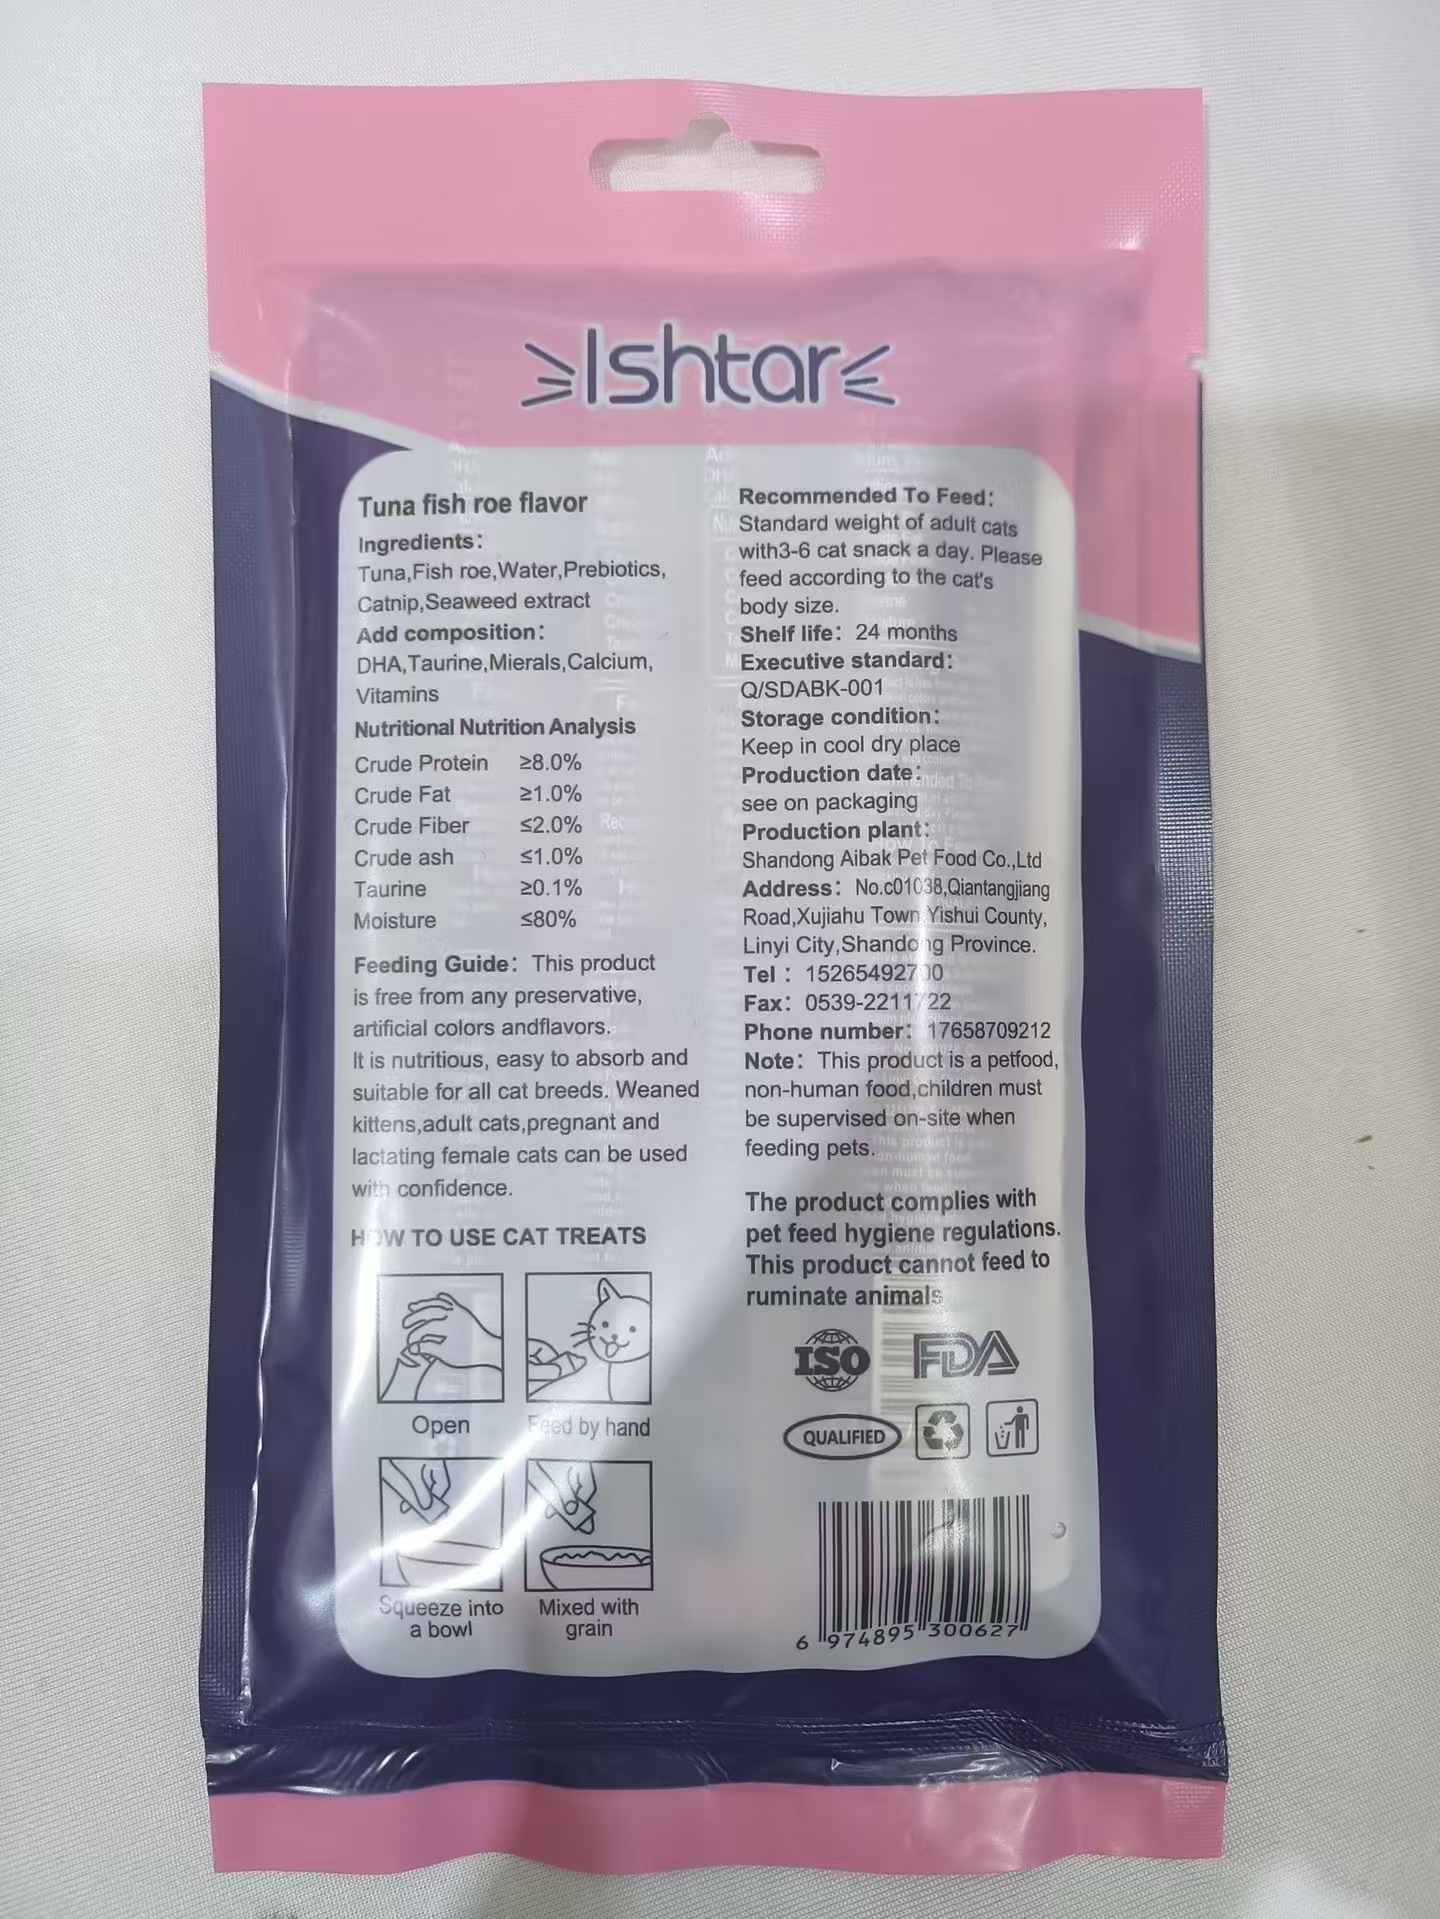 Ishtar
Tuna fish roe flavor
Ingredients:
Tuna,Fish roe,Water,Prebiotics,
Catnip,Seaweed extract
Add composition:
DHA,Taurine,Mierals,Calcium,
Vitamins
Nutritional Nutrition Analysis
Crude Protein ≥8.0%
Crude Fat ≥1.0%
Crude Fiber ≤2.0%
Crude ash ≤1.0%
Taurine ≥0.1%
Moisture ≤80%
Feeding Guide: This product
is free from any preservative,
artificial colors andflavors.
It is nutritious, easy to absorb and
suitable for all cat breeds. Weaned
kittens,adult cats,pregnant and
lactating female cats can be used
with confidence.
HOW TO USE CAT TREATS
Open
Feed by hand
Squeeze into
a bowl
Mixed with
grain
Recommended To Feed:
Standard weight of adult cats
with3-6 cat snack a day. Please
feed according to the cat's
body size.
Shelf life: 24 months
Executive standard:
Q/SDABK-001
Storage condition:
Keep in cool dry place
Production date:
see on packaging
Production plant:
Shandong Aibak Pet Food Co.,Ltd
Address: No.c01038,Qiantangjiang
Road,Xujiahu Town,Yishui County,
Linyi City,Shandong Province.
Tel :
Fax: 0539-2211722
Phone number: 17658709212
Note: This product is a petfood,
non-human food,children must
be supervised on-site when
feeding pets.
The product complies with
pet feed hygiene regulations.
This product cannot feed to
ruminate animals
ISO
FDA
QUALIFIED
6 974895 300627